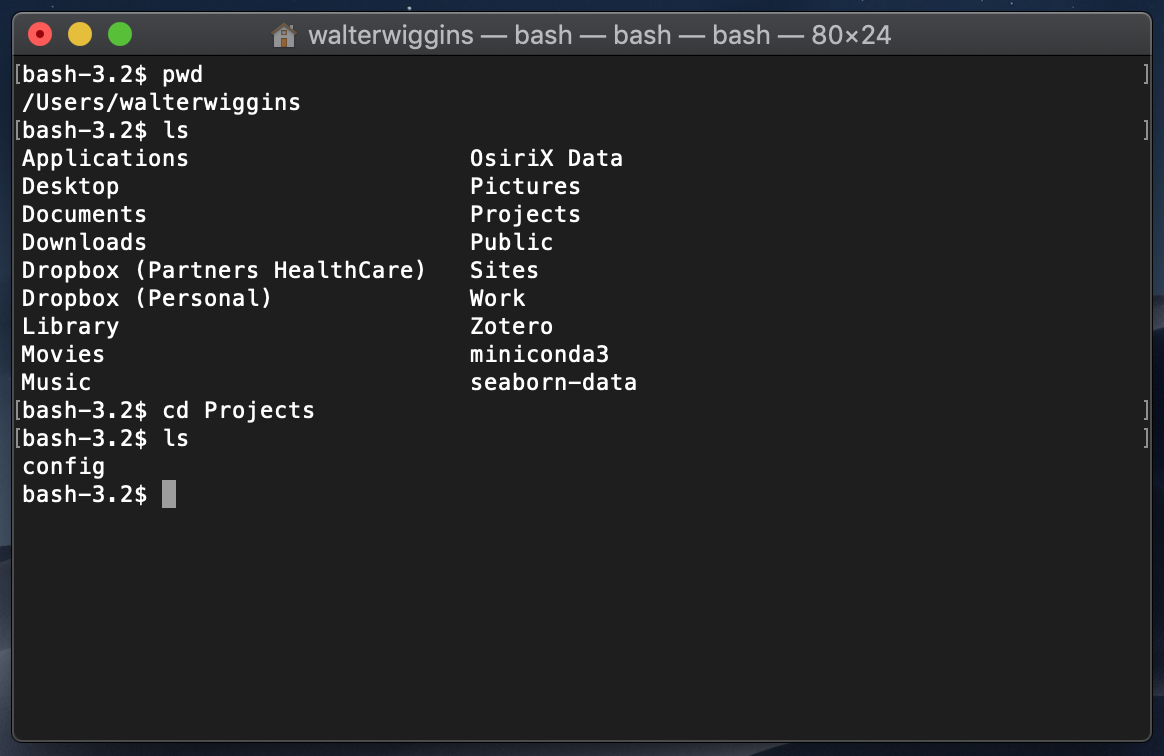 walterwiggins — bash — bash — bash — 80×24
[bash-3.2$ pwd ]
/Users/walterwiggins
[bash-3.2$ ls ]
Applications OsiriX Data
Desktop Pictures
Documents Projects
Downloads Public
Dropbox (Partners HealthCare) Sites
Dropbox (Personal) Work
Library Zotero
Movies miniconda3
Music seaborn-data
[bash-3.2$ cd Projects ]
[bash-3.2$ ls ]
config
bash-3.2$